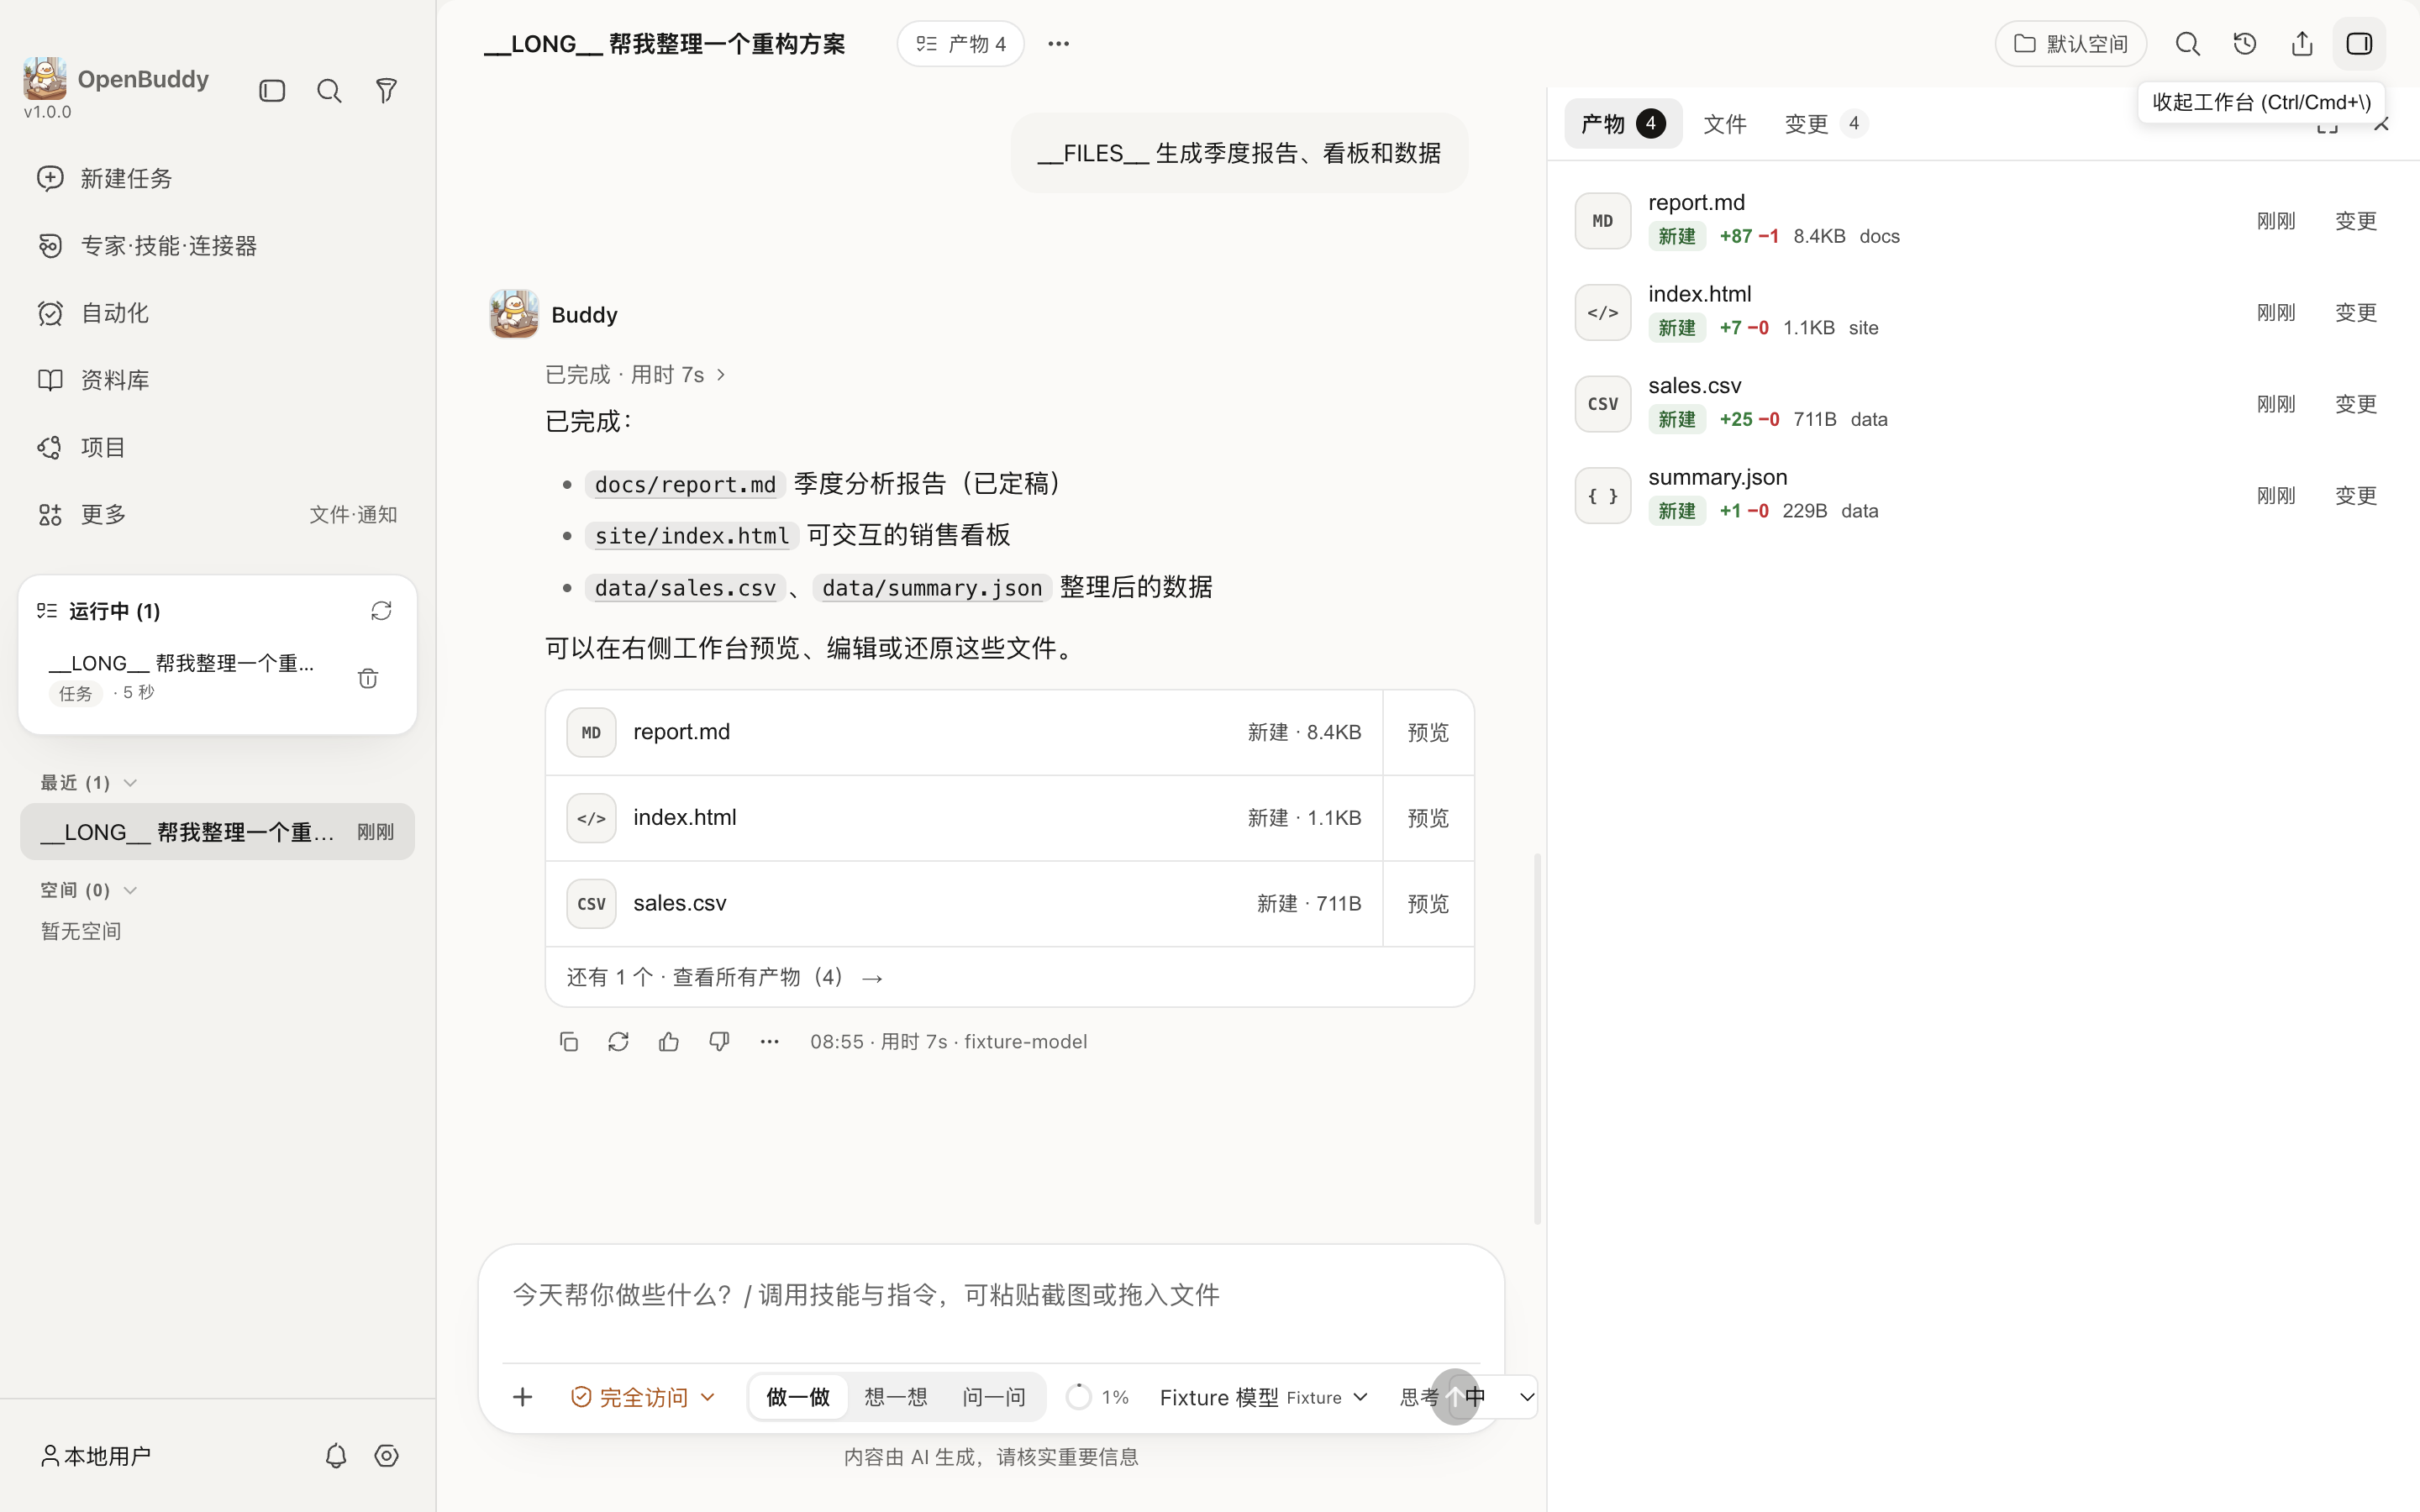 OpenBuddy
v1.0.0
新建任务
专家·技能·连接器
自动化
资料库
项目
更多 文件·通知
运行中 (1)
__LONG__ 帮我整理一个重...
任务 · 5 秒
最近 (1)
__LONG__ 帮我整理一个重... 刚刚
空间 (0)
暂无空间
本地用户
__LONG__ 帮我整理一个重构方案 产物 4
默认空间
收起工作台 (Ctrl/Cmd+\)
__FILES__ 生成季度报告、看板和数据
Buddy
已完成 · 用时 7s
已完成：
docs/report.md 季度分析报告（已定稿）
site/index.html 可交互的销售看板
data/sales.csv 、 data/summary.json 整理后的数据
可以在右侧工作台预览、编辑或还原这些文件。
MD report.md 新建 · 8.4KB 预览
</> index.html 新建 · 1.1KB 预览
CSV sales.csv 新建 · 711B 预览
还有 1 个 · 查看所有产物（4） →
08:55 · 用时 7s · fixture-model
今天帮你做些什么？/ 调用技能与指令，可粘贴截图或拖入文件
完全访问 做一做 想一想 问一问 1% Fixture 模型 Fixture 思考 中
内容由 AI 生成，请核实重要信息
产物 4 文件 变更 4
MD report.md
新建 +87 −1 8.4KB docs 刚刚 变更
</> index.html
新建 +7 −0 1.1KB site 刚刚 变更
CSV sales.csv
新建 +25 −0 711B data 刚刚 变更
{ } summary.json
新建 +1 −0 229B data 刚刚 变更